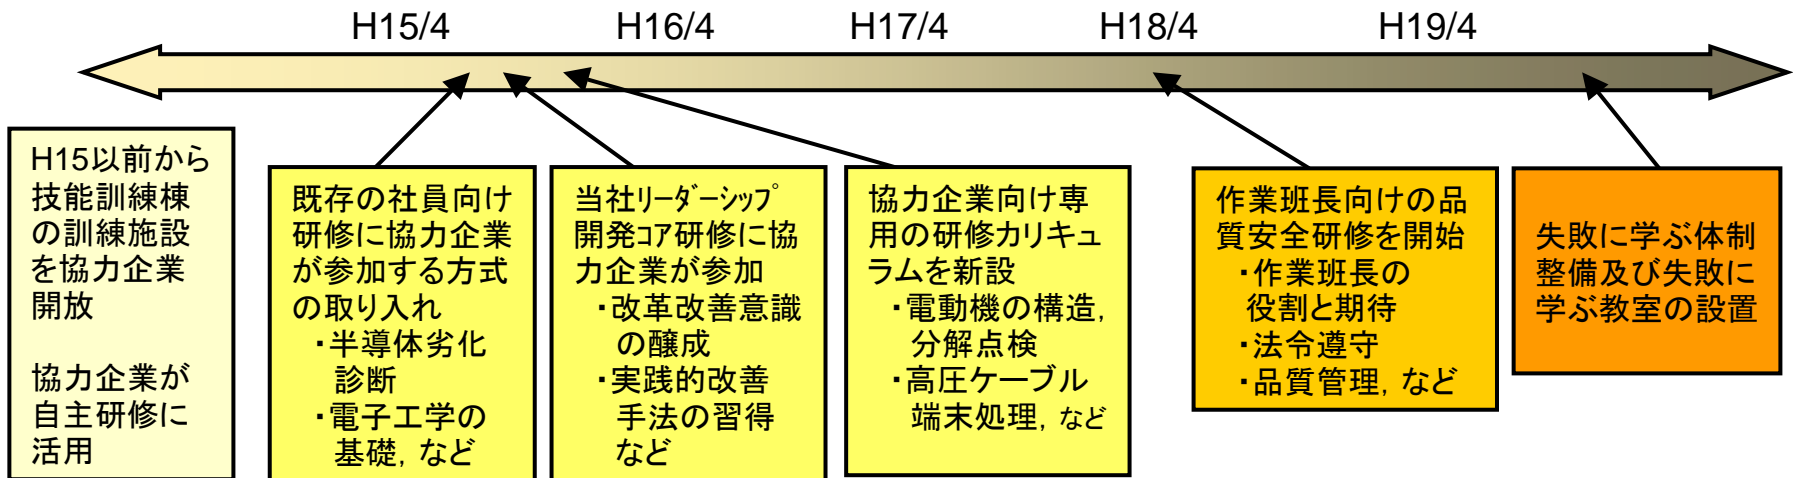 H15/4
H16/4
H17/4
H18/4
H19/4
H15以前から
技能訓練棟
の訓練施設
を協力企業
開放
協力企業が
自主研修に
活用
既存の社員向け
研修に協力企業
が参加する方式
の取り入れ
・半導体劣化
診断
・電子工学の
基礎, など
当社ﾘｰﾀﾞｰｼｯﾌﾟ
開発ｺｱ研修に協
力企業が参加
・改革改善意識
の醸成
・実践的改善
手法の習得
など
協力企業向け専
用の研修カリキュ
ラムを新設
・電動機の構造,
分解点検
・高圧ケーブル
端末処理, など
作業班長向けの品
質安全研修を開始
・作業班長の
役割と期待
・法令遵守
・品質管理, など
失敗に学ぶ体制
整備及び失敗に
学ぶ教室の設置